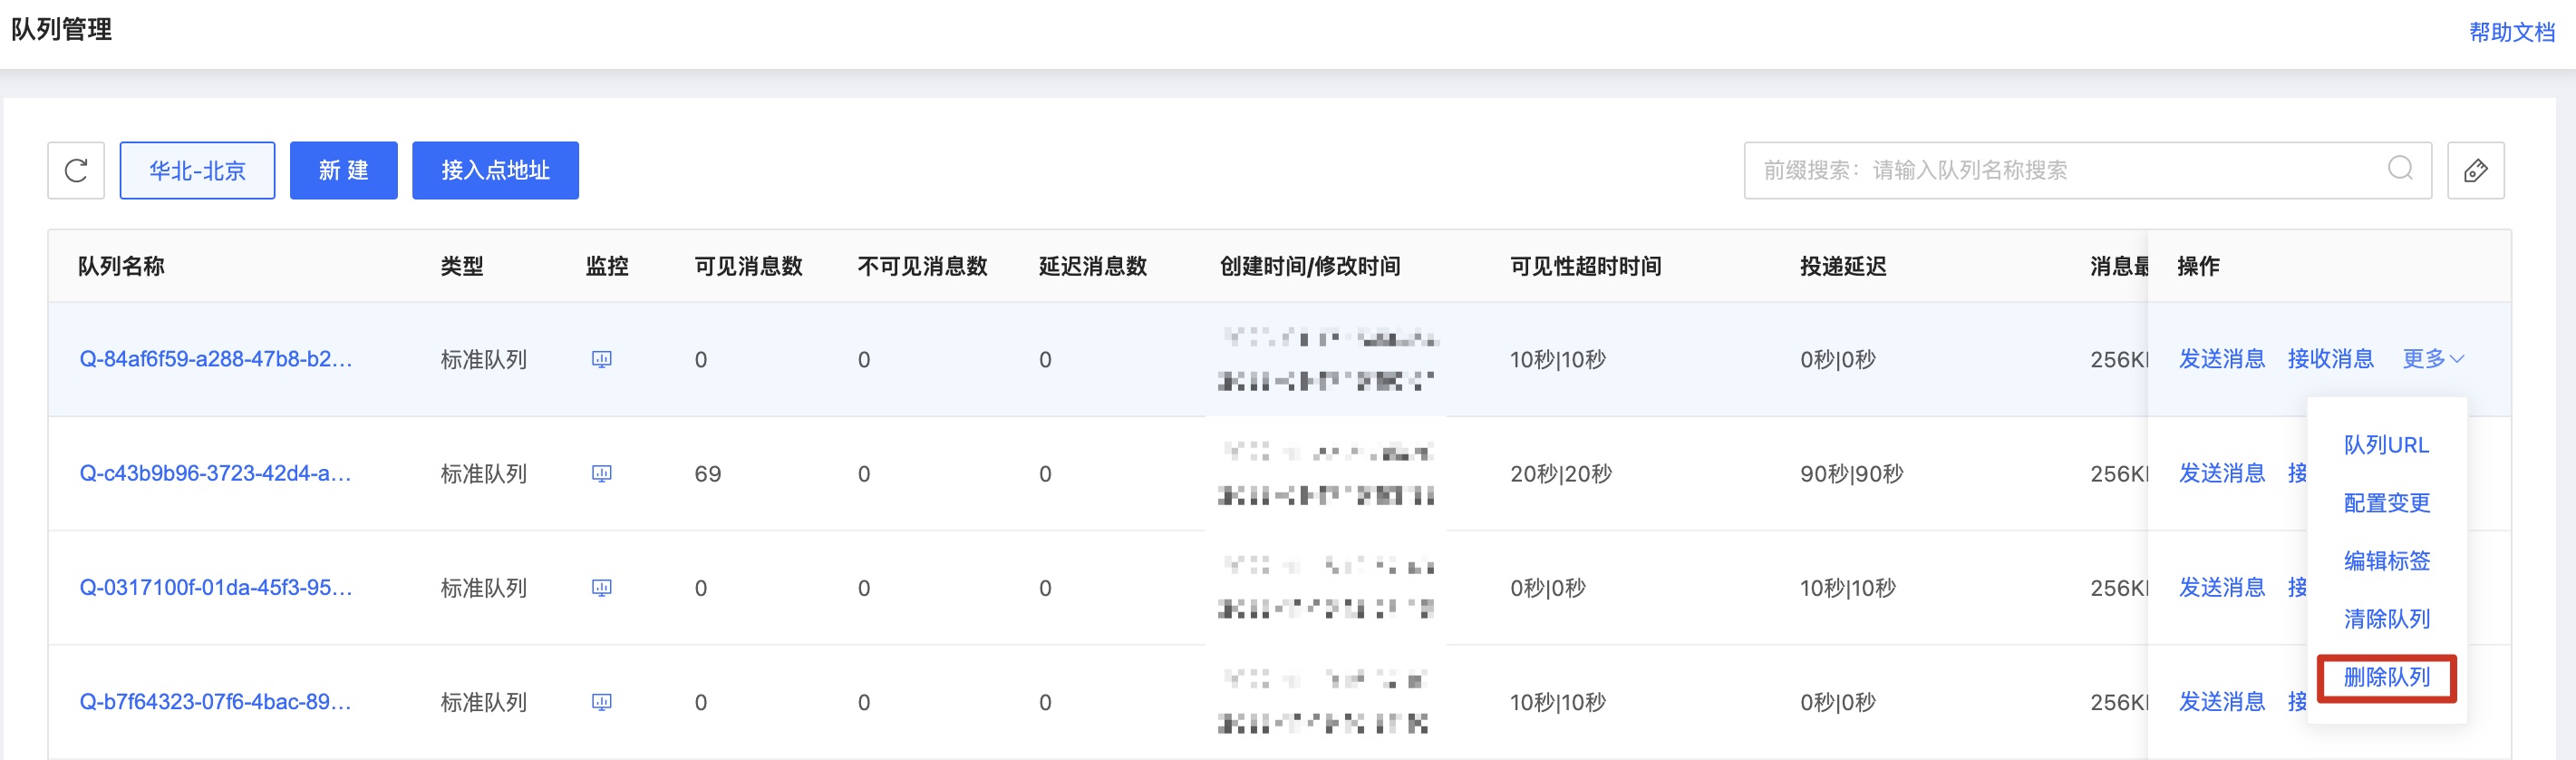 队列管理
帮助文档
华北-北京 新 建 接入点地址 前缀搜索：请输入队列名称搜索
队列名称 类型 监控 可见消息数 不可见消息数 延迟消息数 创建时间/修改时间 可见性超时时间 投递延迟 消息最 操作
Q-84af6f59-a288-47b8-b2... 标准队列 0 0 0 10秒|10秒 0秒|0秒 256K 发送消息 接收消息 更多
队列URL
Q-c43b9b96-3723-42d4-a... 标准队列 69 0 0 20秒|20秒 90秒|90秒 256K 发送消息 接
配置变更
编辑标签
Q-0317100f-01da-45f3-95... 标准队列 0 0 0 0秒|0秒 10秒|10秒 256K 发送消息 接
清除队列
删除队列
Q-b7f64323-07f6-4bac-89... 标准队列 0 0 0 10秒|10秒 0秒|0秒 256K 发送消息 接